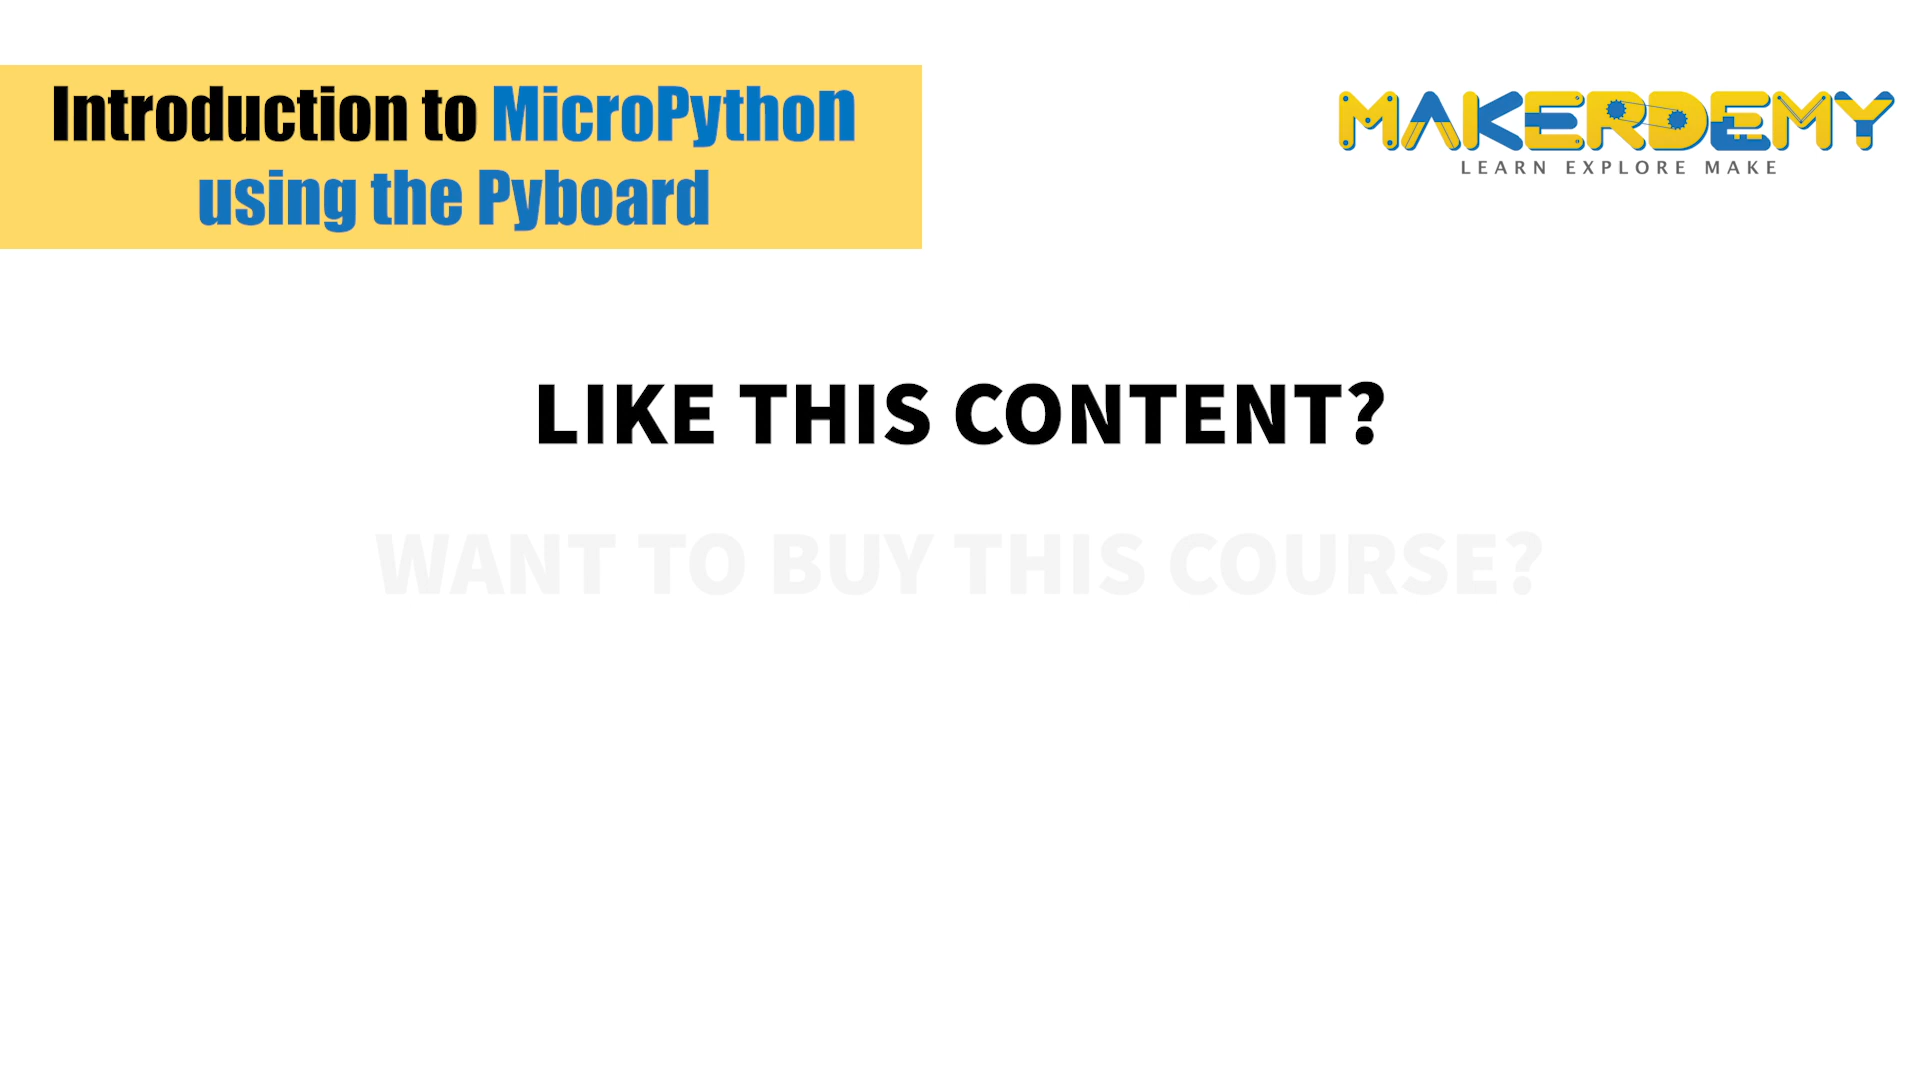 Introduction to MicroPython
using the Pyboard
MAKERDEMY
LEARN EXPLORE MAKE
LIKE THIS CONTENT?
WANT TO BUY THIS COURSE?